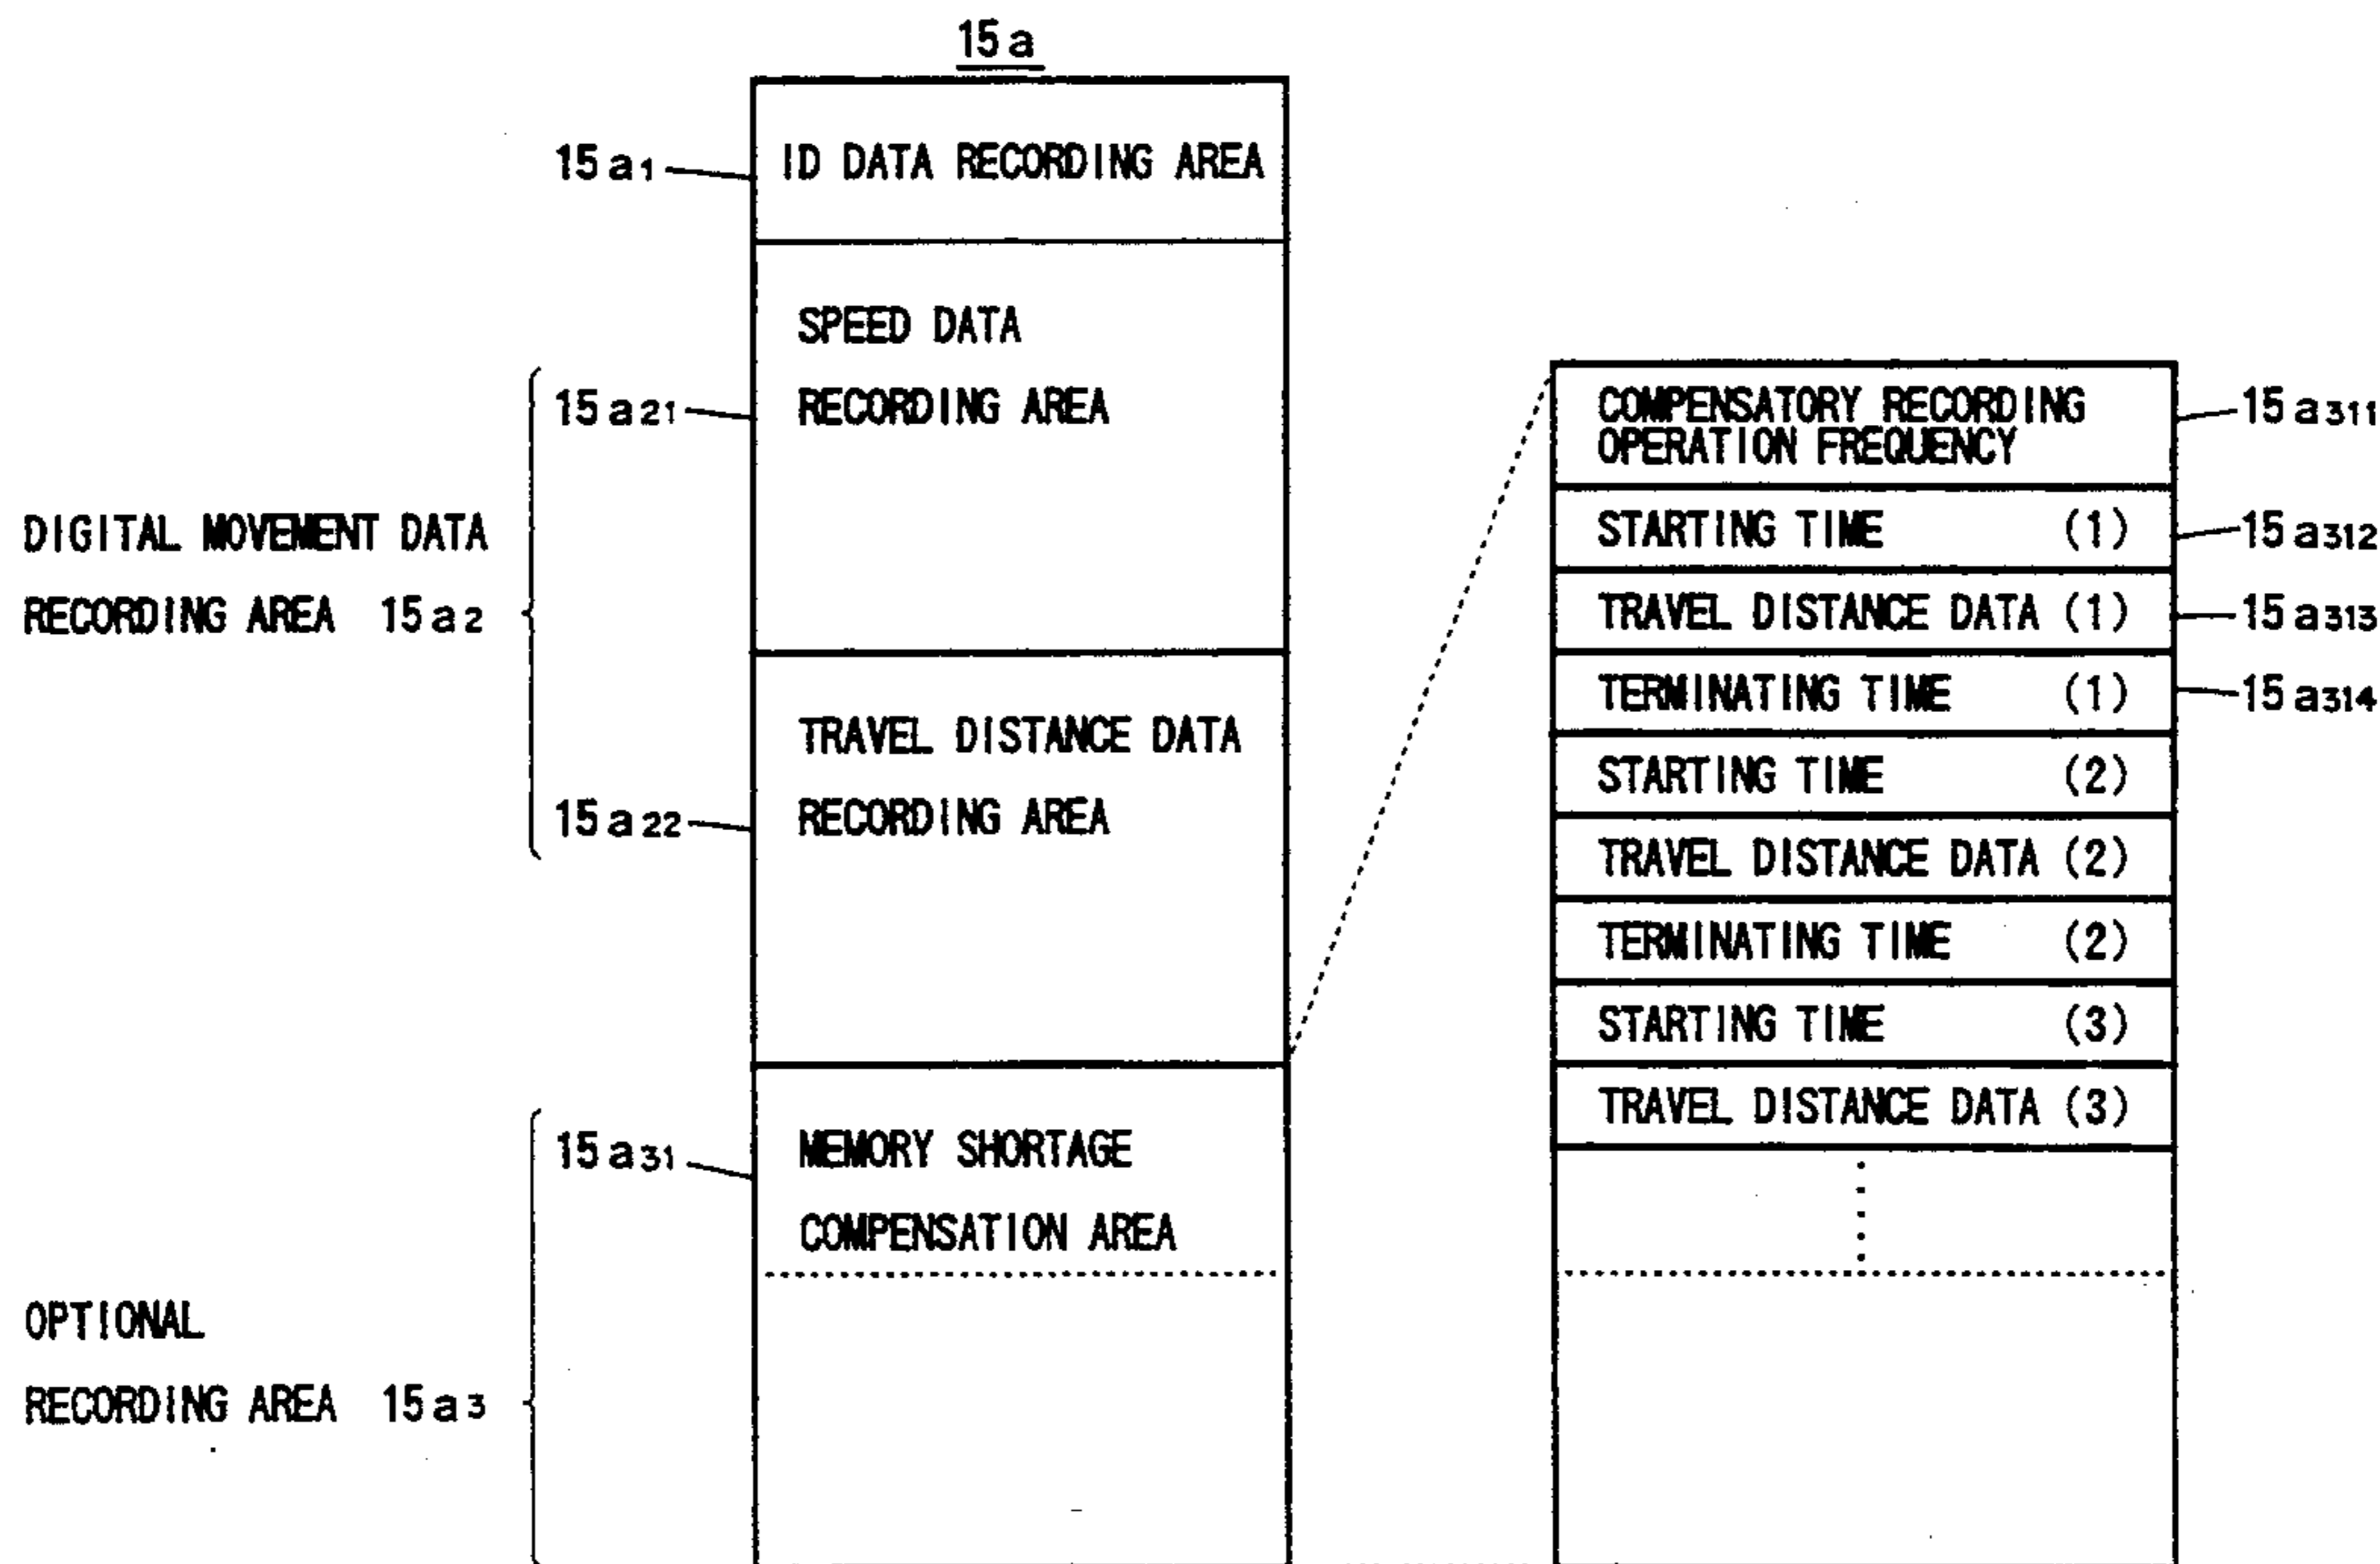 15a
15a1
ID DATA RECORDING AREA
SPEED DATA
15a21
RECORDING AREA
DIGITAL MOVEMENT DATA
RECORDING AREA 15a2
TRAVEL DISTANCE DATA
15a22
RECORDING AREA
15a31
MEMORY SHORTAGE
COMPENSATION AREA
OPTIONAL
RECORDING AREA 15a3
COMPENSATORY RECORDING
OPERATION FREQUENCY
15a311
STARTING TIME (1)
15a312
TRAVEL DISTANCE DATA (1)
15a313
TERMINATING TIME (1)
15a314
STARTING TIME (2)
TRAVEL DISTANCE DATA (2)
TERMINATING TIME (2)
STARTING TIME (3)
TRAVEL DISTANCE DATA (3)